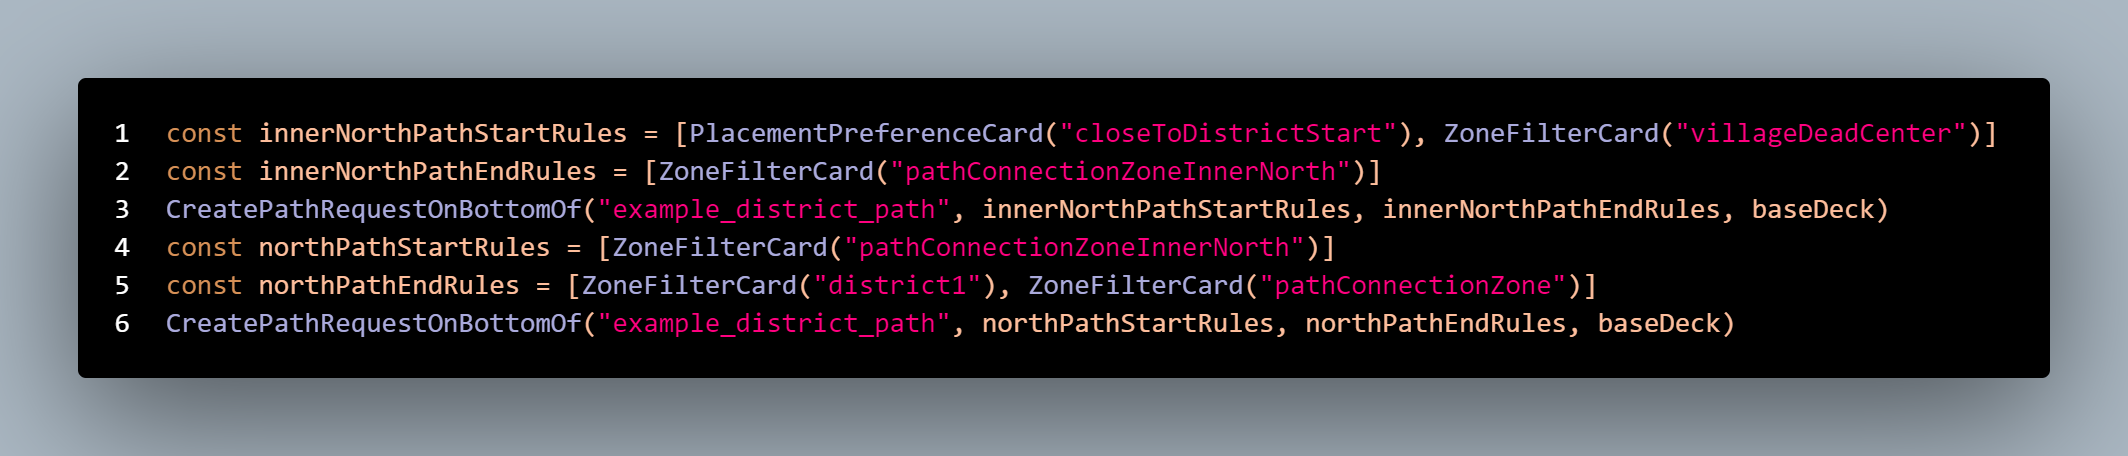 1 const innerNorthPathStartRules = [PlacementPreferenceCard("closeToDistrictStart"), ZoneFilterCard("villageDeadCenter")]
2 const innerNorthPathEndRules = [ZoneFilterCard("pathConnectionZoneInnerNorth")]
3 CreatePathRequestOnBottomOf("example_district_path", innerNorthPathStartRules, innerNorthPathEndRules, baseDeck)
4 const northPathStartRules = [ZoneFilterCard("pathConnectionZoneInnerNorth")]
5 const northPathEndRules = [ZoneFilterCard("district1"), ZoneFilterCard("pathConnectionZone")]
6 CreatePathRequestOnBottomOf("example_district_path", northPathStartRules, northPathEndRules, baseDeck)